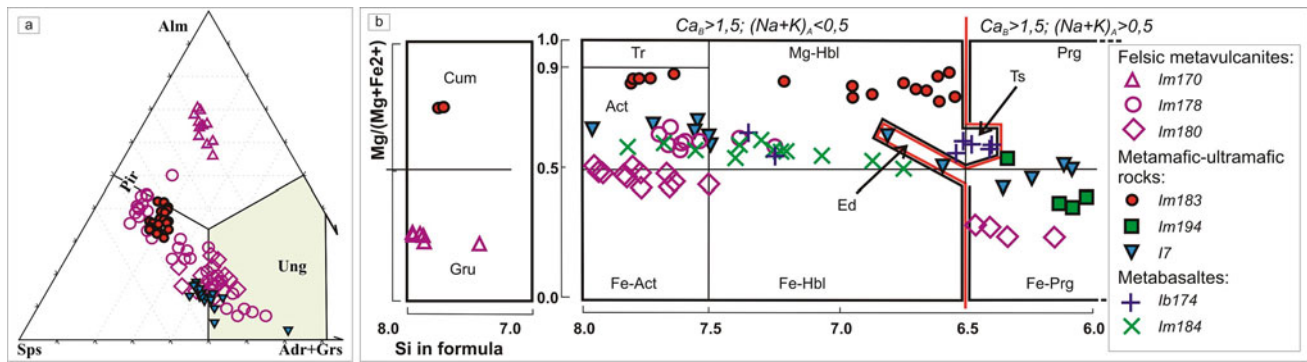 a
Alm
Pir
Ung
Sps
Adr+Grs
b
Ca_B>1,5; (Na+K)_A<0,5
Ca_B>1,5; (Na+K)_A>0,5
Mg/(Mg+Fe2+)
1.0
0.9
0.5
0.0
Cum
Gru
8.0
7.0
Si in formula
Tr
Mg-Hbl
Prg
Act
Ts
Ed
Fe-Act
Fe-Hbl
Fe-Prg
8.0
7.5
7.0
6.5
6.0
Felsic metavulcanites:
Im170
Im178
Im180
Metamafic-ultramafic
rocks:
Im183
Im194
I7
Metabasaltes:
Ib174
Im184